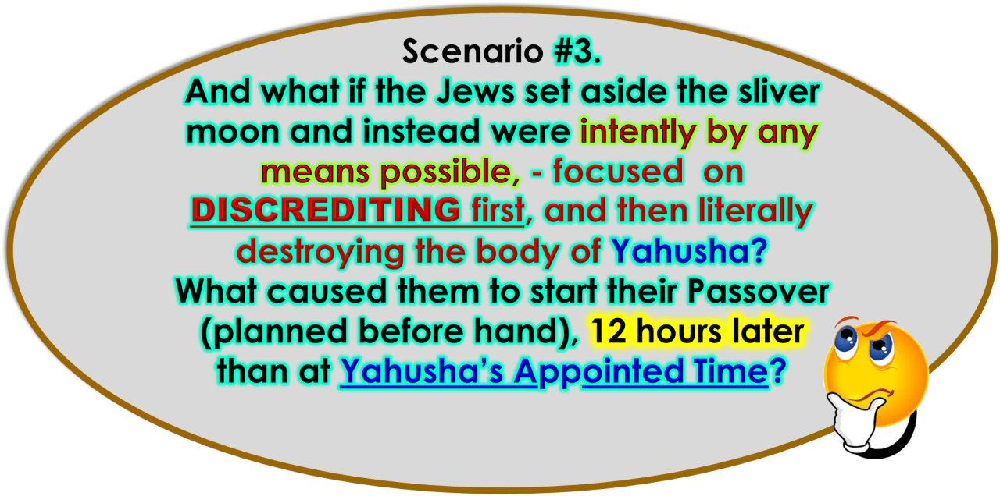 Scenario #3.
And what if the Jews set aside the sliver
moon and instead were intently by any
means possible, - focused  on
DISCREDITING first, and then literally
destroying the body of Yahusha?
What caused them to start their Passover
(planned before hand), 12 hours later
than at Yahusha’s Appointed Time?